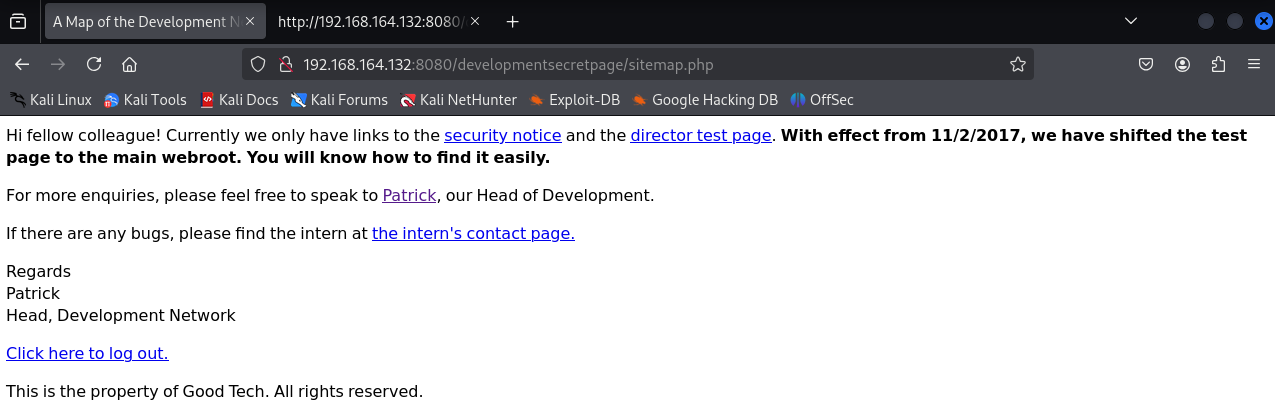 A Map of the Development N
http://192.168.164.132:8080/
192.168.164.132:8080/developmentsecretpage/sitemap.php
Kali Linux Kali Tools Kali Docs Kali Forums Kali NetHunter Exploit-DB Google Hacking DB OffSec
Hi fellow colleague! Currently we only have links to the security notice and the director test page. With effect from 11/2/2017, we have shifted the test
page to the main webroot. You will know how to find it easily.
For more enquiries, please feel free to speak to Patrick, our Head of Development.
If there are any bugs, please find the intern at the intern's contact page.
Regards
Patrick
Head, Development Network
Click here to log out.
This is the property of Good Tech. All rights reserved.